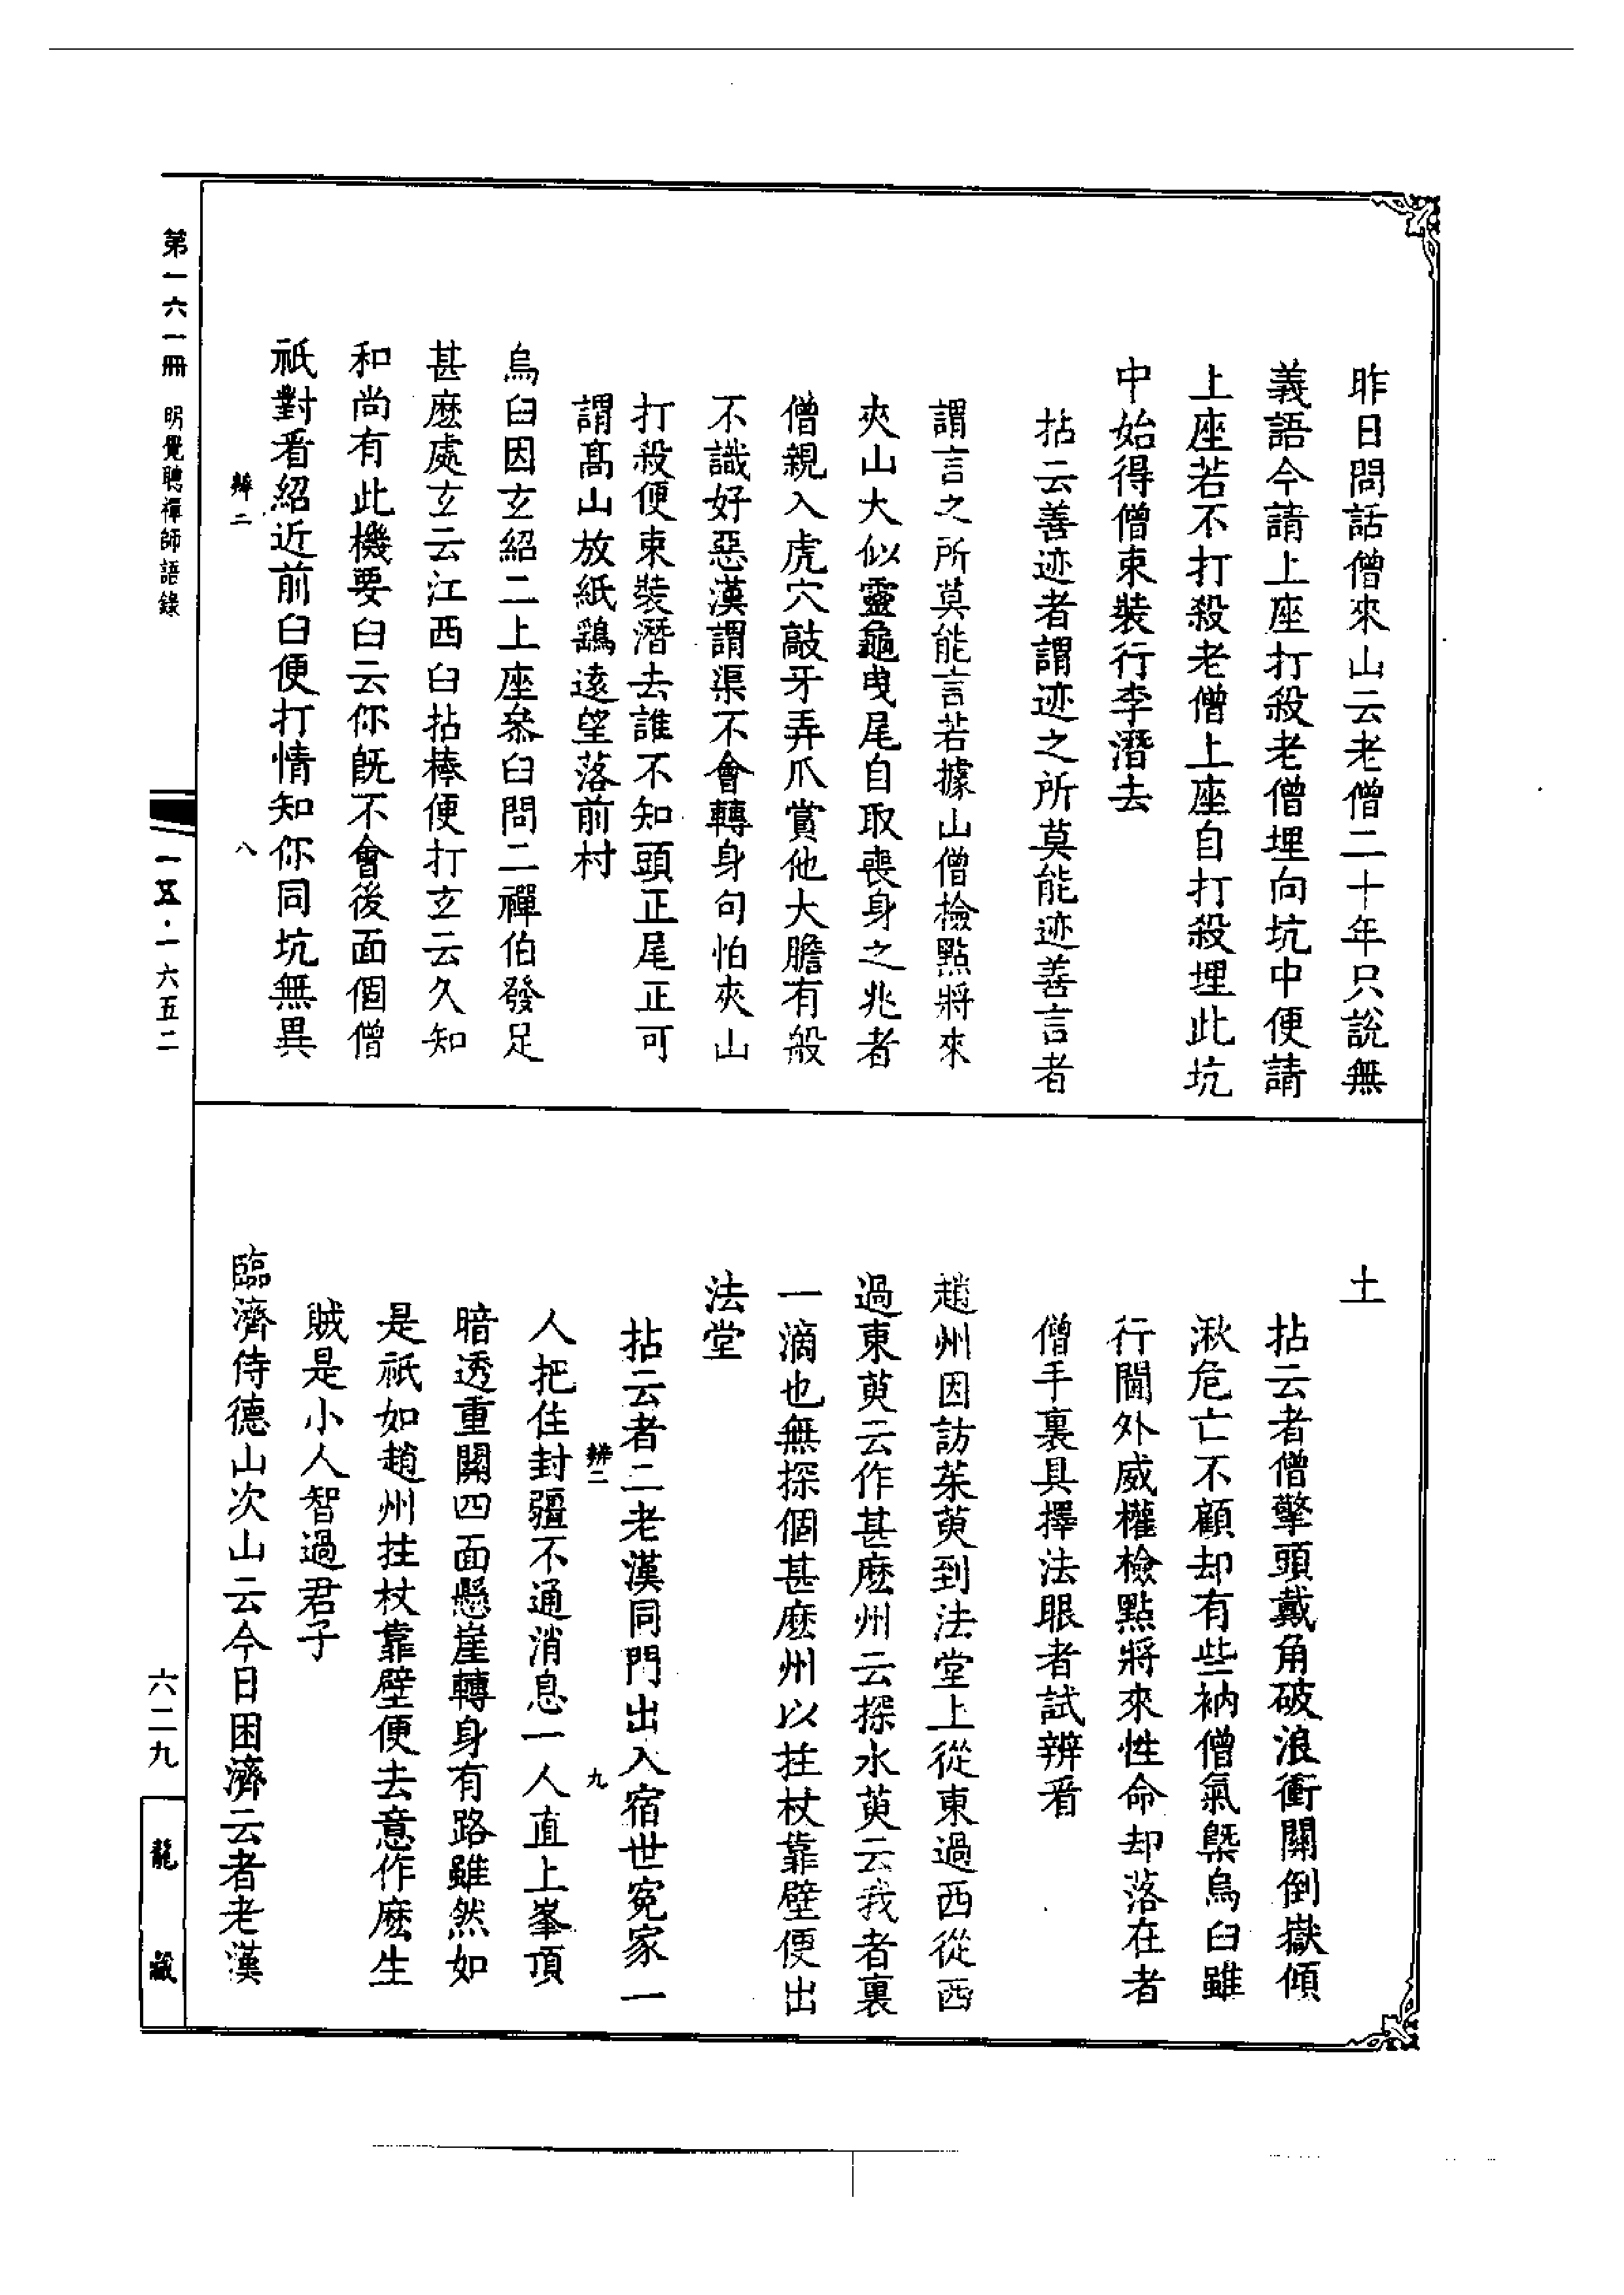 昨日問話僧來山云老僧二十年只說無
義語今請上座打殺老僧埋向坑中便請
上座若不打殺老僧上座自打殺埋此坑
中始得僧束裝行李潛去
拈云善迹者謂迹之所莫能迹善言者
謂言之所莫能言若據山僧檢點將來
夾山大似靈龜曳尾自取喪身之兆者
僧親入虎穴敲牙弄爪賞他大膽有般
不識好惡漢謂渠不會轉身句怕夾山
打殺便束裝潛去誰不知頭正尾正可
謂髙山放紙鷂遠望落前村
烏臼因玄紹二上座叅臼問二禪伯發足
甚麽處玄云江西臼拈棒便打玄云久知
和尚有此機要臼云你既不會後面個僧
祇對看紹近前臼便打情知你同坑無異
辯二
八
土
拈云者僧擎頭戴角破浪衝關倒嶽傾
湫危亡不顧却有些衲僧氣槩烏臼雖
行閫外威權檢點將來性命却落在者
僧手裏具擇法眼者試辨看
趙州因訪茱萸到法堂上從東過西從西
過東萸云作甚麽州云探水萸云我者裏
一滴也無探個甚麽州以拄杖靠壁便出
法堂
拈云者二老漢同門出入宿世寃家一
辯二
九
人把住封疆不通消息一人直上峯頂
暗透重關四面懸崖轉身有路雖然如
是祇如趙州拄杖靠壁便去意作麽生
賊是小人智過君子
臨濟侍德山次山云今日困濟云者老漢
第一六一冊
明覺聰禪師語錄
一五·一六五二
六二九
龍藏